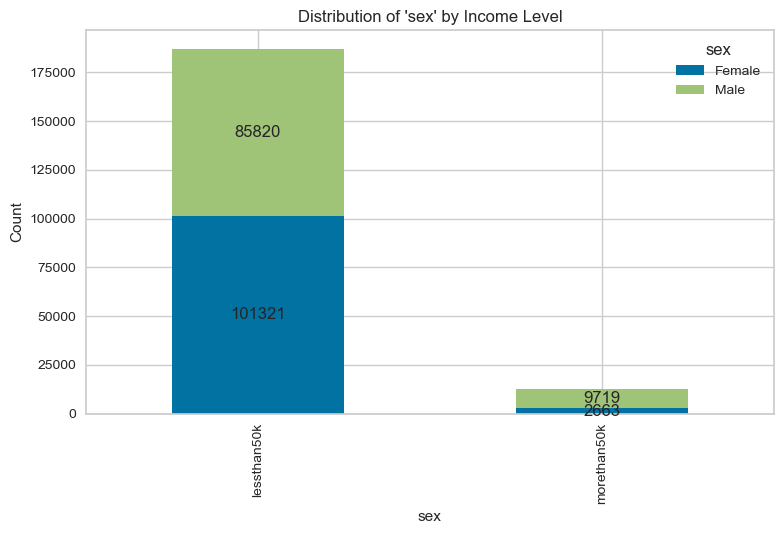 Distribution of 'sex' by Income Level
sex
Female
Male
175000
150000
125000
100000
75000
50000
25000
0
Count
85820
101321
9719
2663
lessthan50k
morethan50k
sex